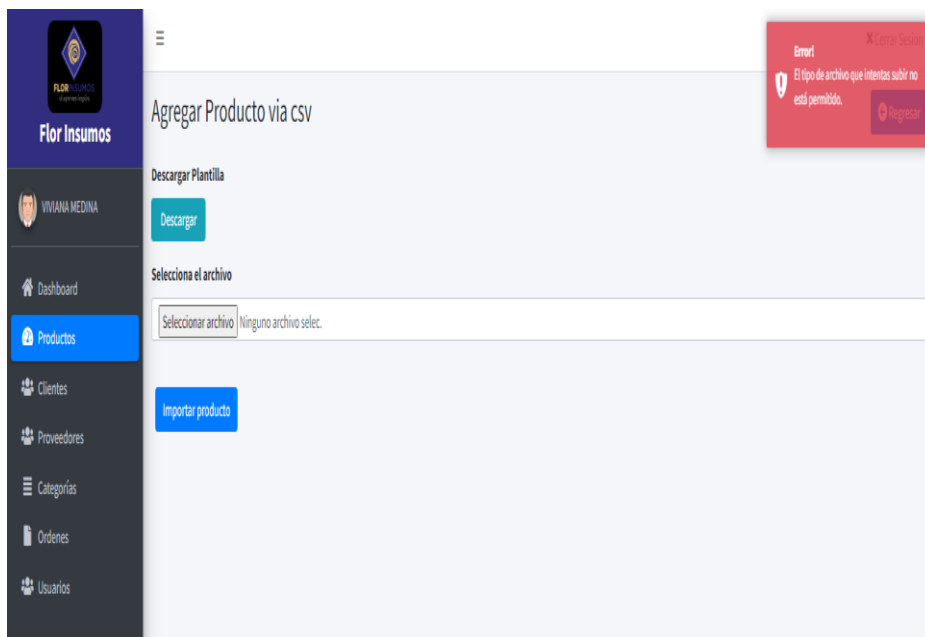 FLORINSUMOS
Flor Insumos
VIVIANA MEDINA
Dashboard
Productos
Clientes
Proveedores
Categorías
Ordenes
Usuarios
Agregar Producto via csv
Descargar Plantilla
Descargar
Selecciona el archivo
Seleccionar archivo Ninguno archivo selec.
Importar producto
X Cerrar Sesion
Error!
El tipo de archivo que intentas subir no
está permitido.
Regresar